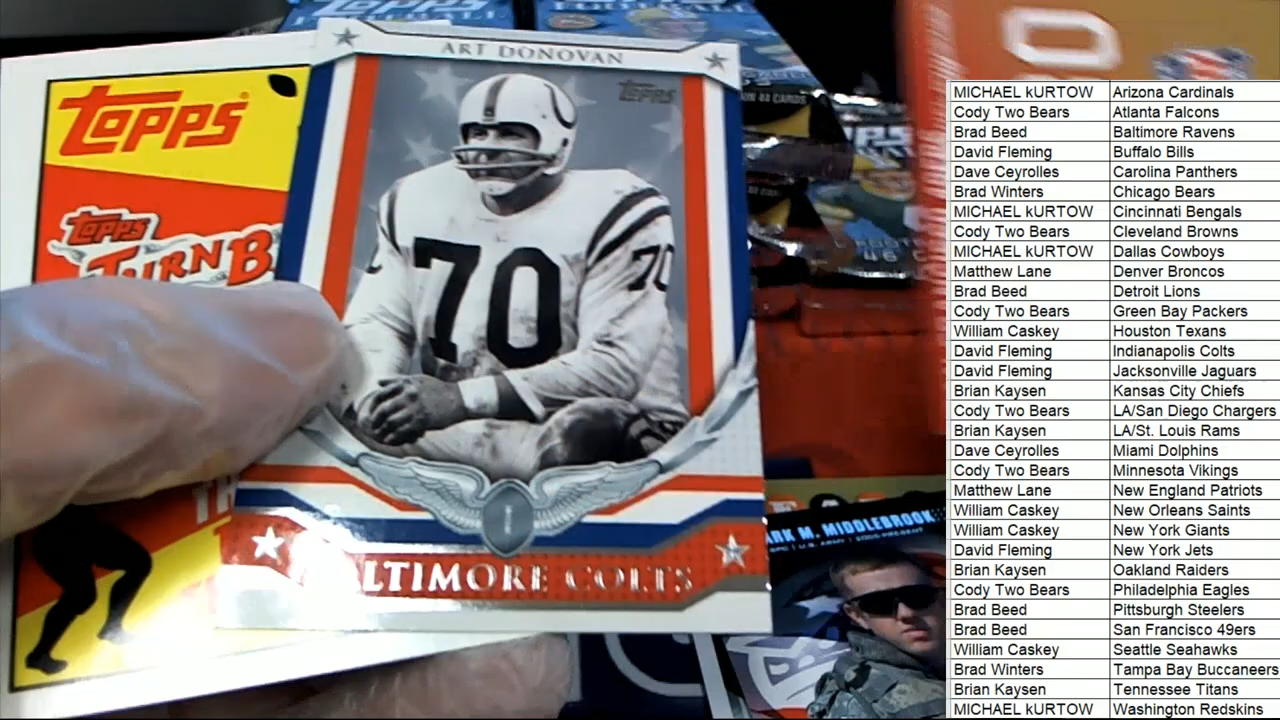 Topps
FOOTBALL
ART DONOVAN
Topps
Topps
Topps
TURN B
70
70
LTIMORE COLTS
CARDS
ARK M. MIDDLEBROOK
MICHAEL kURTOW Arizona Cardinals
Cody Two Bears Atlanta Falcons
Brad Beed Baltimore Ravens
David Fleming Buffalo Bills
Dave Ceyrolles Carolina Panthers
Brad Winters Chicago Bears
MICHAEL kURTOW Cincinnati Bengals
Cody Two Bears Cleveland Browns
MICHAEL kURTOW Dallas Cowboys
Matthew Lane Denver Broncos
Brad Beed Detroit Lions
Cody Two Bears Green Bay Packers
William Caskey Houston Texans
David Fleming Indianapolis Colts
David Fleming Jacksonville Jaguars
Brian Kaysen Kansas City Chiefs
Cody Two Bears LA/San Diego Chargers
Brian Kaysen LA/St. Louis Rams
Dave Ceyrolles Miami Dolphins
Cody Two Bears Minnesota Vikings
Matthew Lane New England Patriots
William Caskey New Orleans Saints
William Caskey New York Giants
David Fleming New York Jets
Brian Kaysen Oakland Raiders
Cody Two Bears Philadelphia Eagles
Brad Beed Pittsburgh Steelers
Brad Beed San Francisco 49ers
William Caskey Seattle Seahawks
Brad Winters Tampa Bay Buccaneers
Brian Kaysen Tennessee Titans
MICHAEL kURTOW Washington Redskins